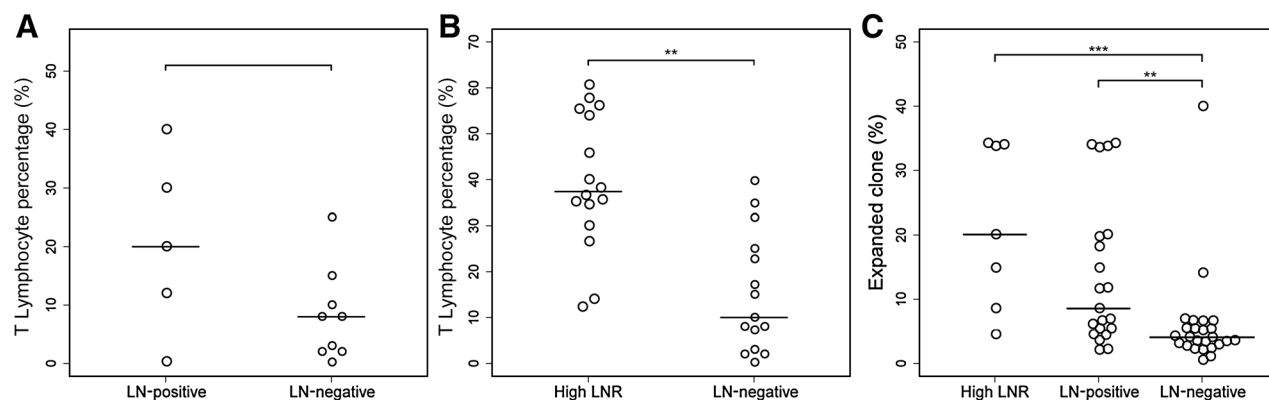 A
T Lymphocyte percentage (%)
50
40
30
20
10
0
LN-positive
LN-negative
B
T Lymphocyte percentage (%)
70
60
50
40
30
20
10
0
**
High LNR
LN-negative
C
Expanded clone (%)
50
40
30
20
10
0
***
**
High LNR
LN-positive
LN-negative